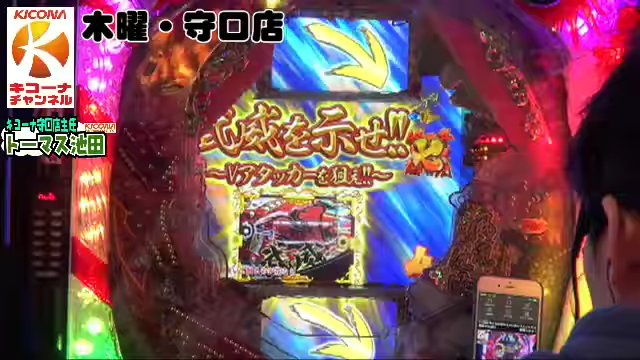 KICONA
木曜・守口店
キコーナ
チャンネル
キコーナ守口店主任 KICONA
トーマス池田
武威を示せ!!
～Vアタッカーを狙え!!～